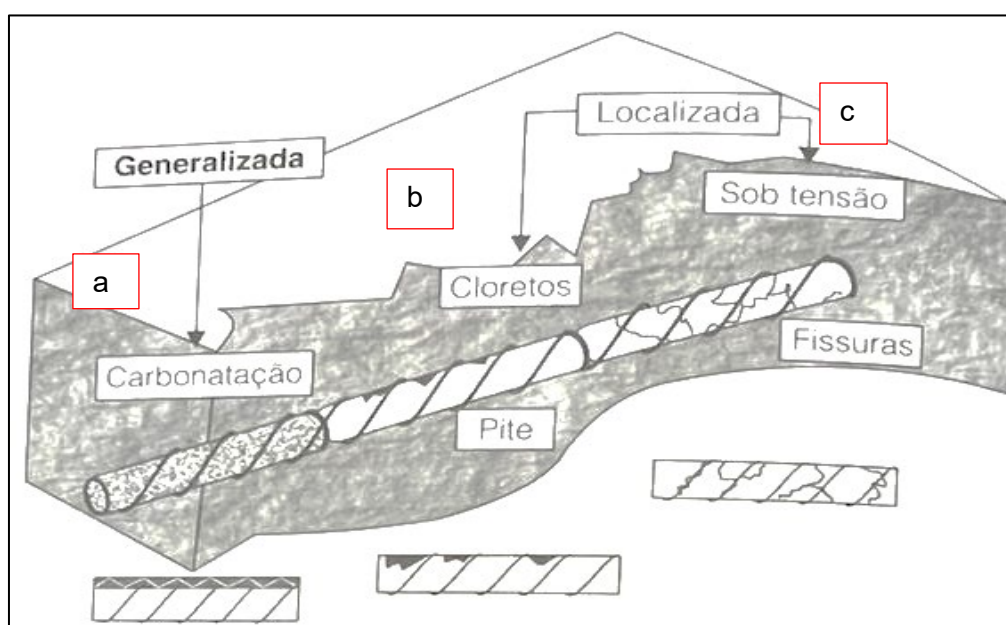 c
Localizada
Generalizada
b
Sob tensão
a
Cloretos
Fissuras
Carbonatação
Pite